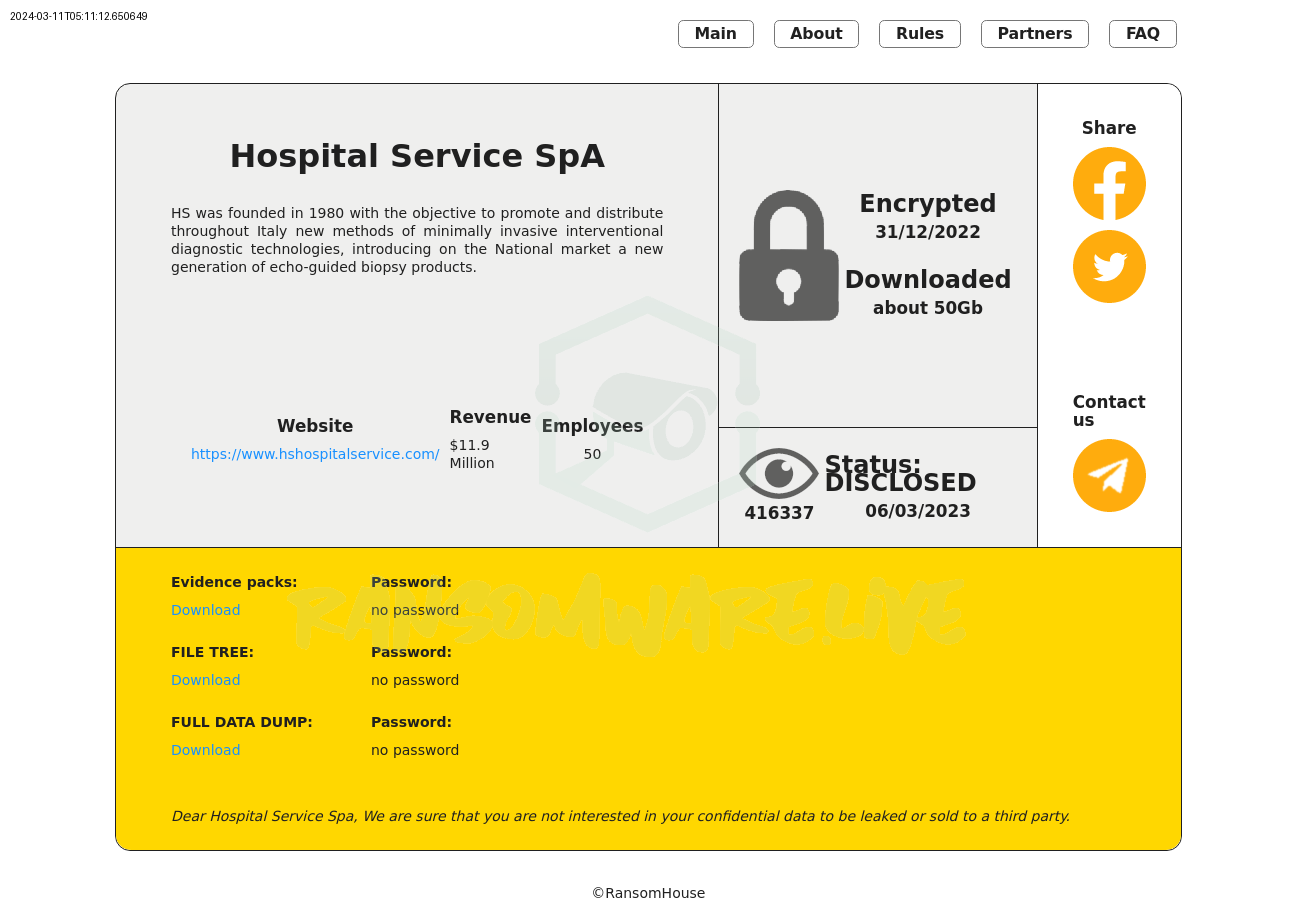 2024-03-11T05:11:12.650649
Main About Rules Partners FAQ
Hospital Service SpA
HS was founded in 1980 with the objective to promote and distribute
throughout Italy new methods of minimally invasive interventional
diagnostic technologies, introducing on the National market a new
generation of echo-guided biopsy products.
Website
https://www.hshospitalservice.com/
Revenue
$11.9
Million
Employees
50
Encrypted
31/12/2022
Downloaded
about 50Gb
416337
Status:
DISCLOSED
06/03/2023
Share
Contact
us
Evidence packs: Password:
Download no password
FILE TREE: Password:
Download no password
FULL DATA DUMP: Password:
Download no password
RANSOMWARE.LIVE
Dear Hospital Service Spa, We are sure that you are not interested in your confidential data to be leaked or sold to a third party.
©RansomHouse